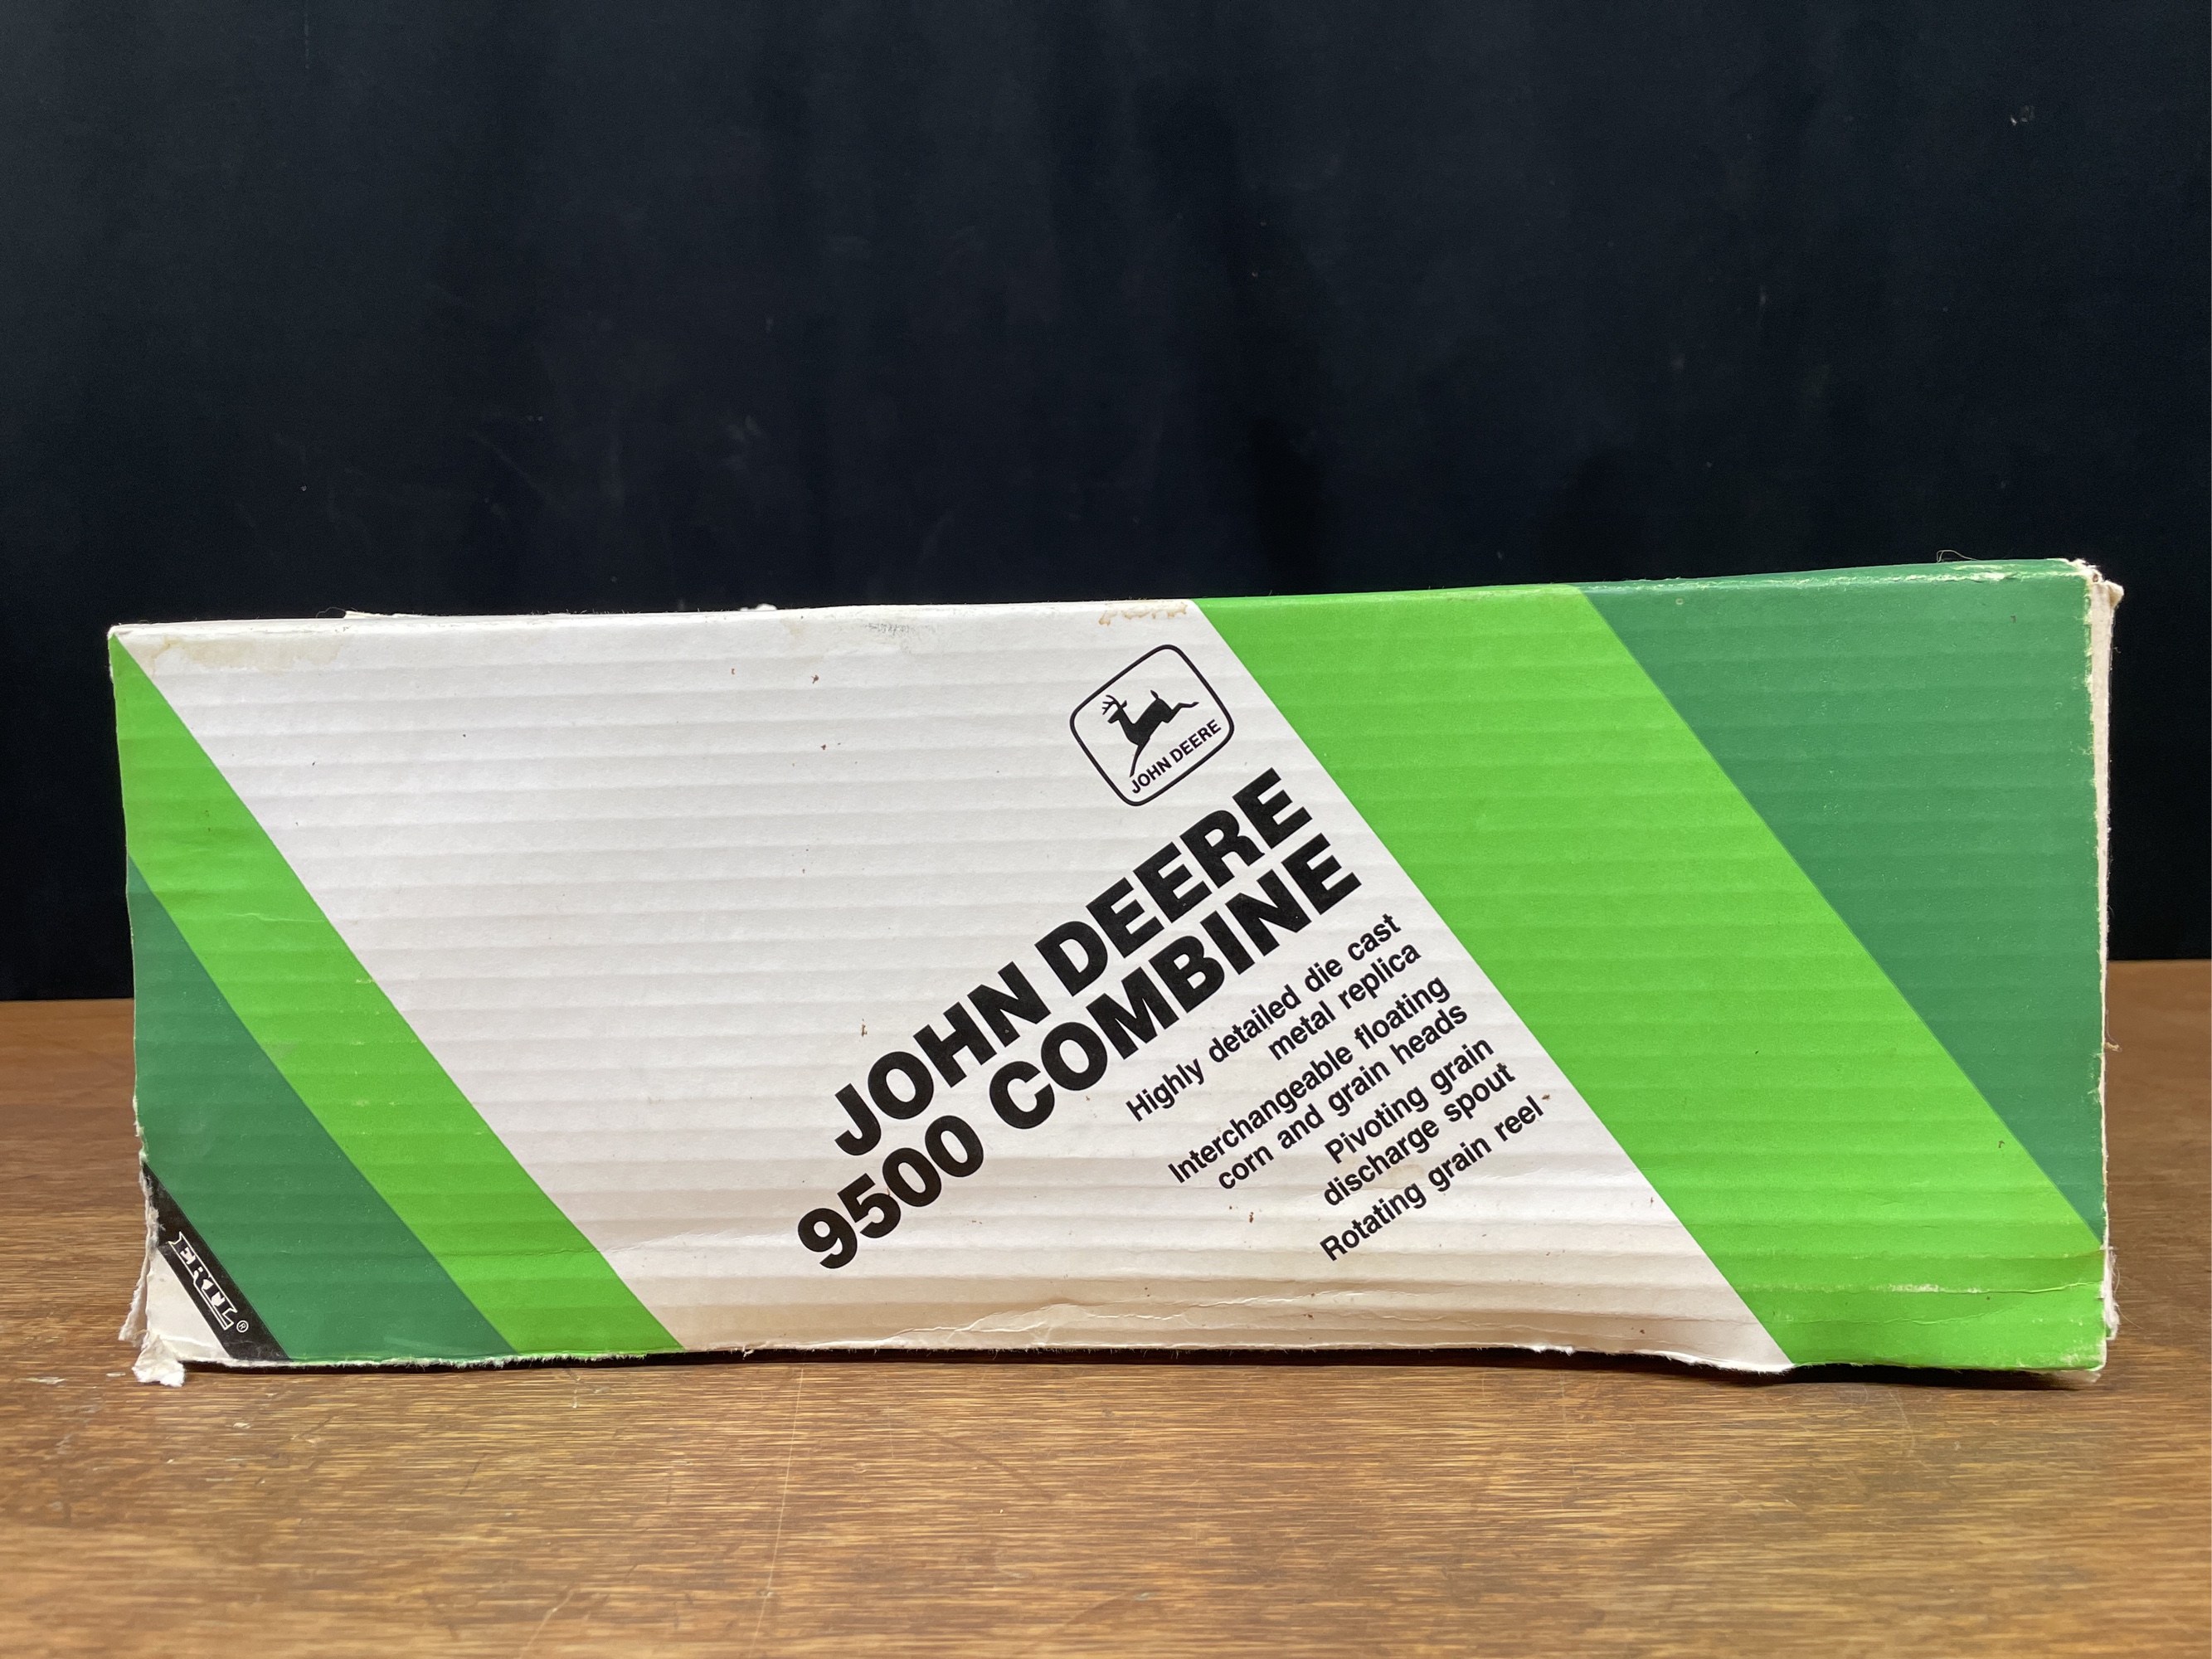 JOHN DEERE
JOHN DEERE
9500 COMBINE
Highly detailed die cast
metal replica
Interchangeable floating
corn and grain heads
Pivoting grain
discharge spout
Rotating grain reel
ERTL®